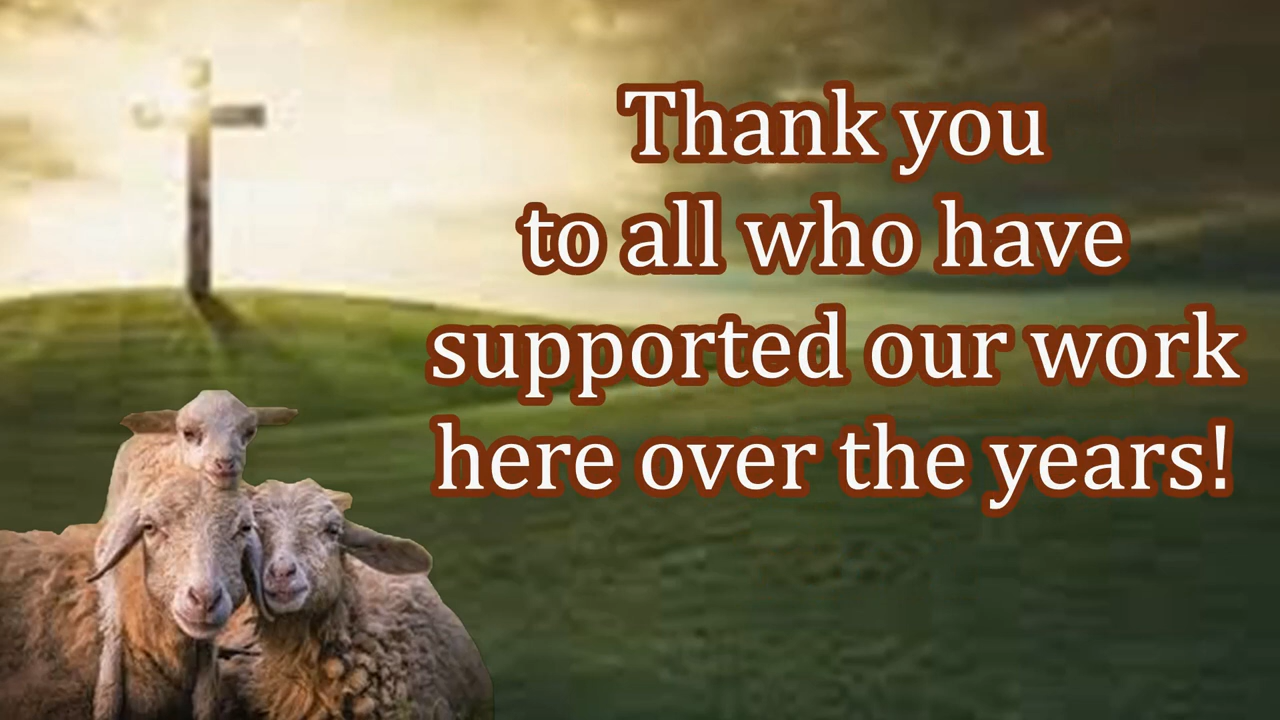 Thank you
to all who have
supported our work
here over the years!